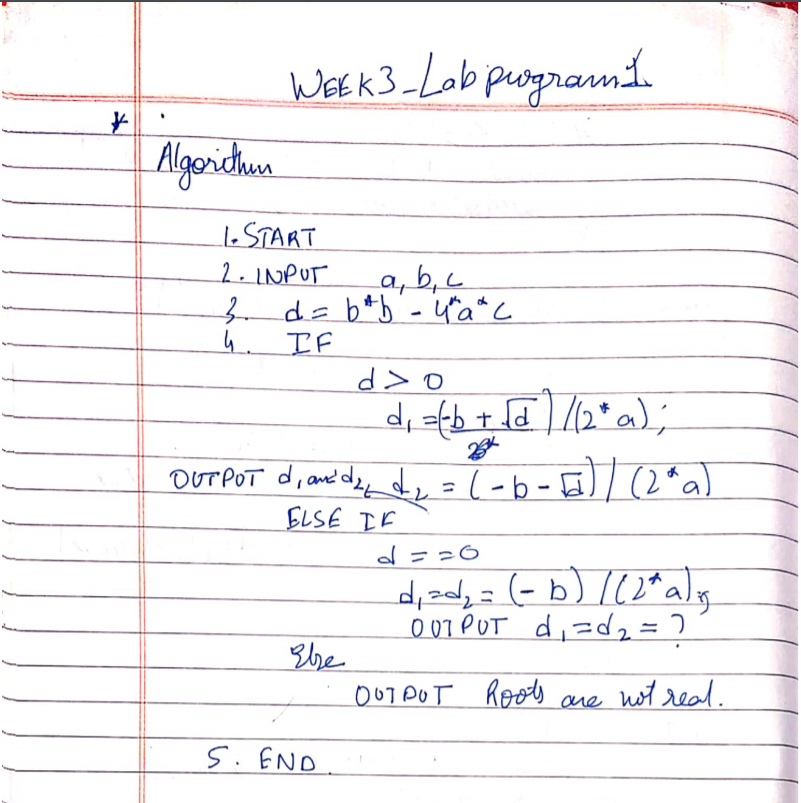 WEEK3_Lab program 1
*
Algorithm
1. START
2. INPUT a, b, c
3. d = b*b - 4*a*c
4. IF
d > 0
d₁ = (-b + √d) / (2* a);
OUTPUT d₁ and d₂ d₂ = (-b - √d) / (2*a)
ELSE IF
d = = 0
d₁=d₂ = (-b) / (2*a);
OUTPUT d₁=d₂ = ?
Else
OUTPUT Roots are not real.
5. END